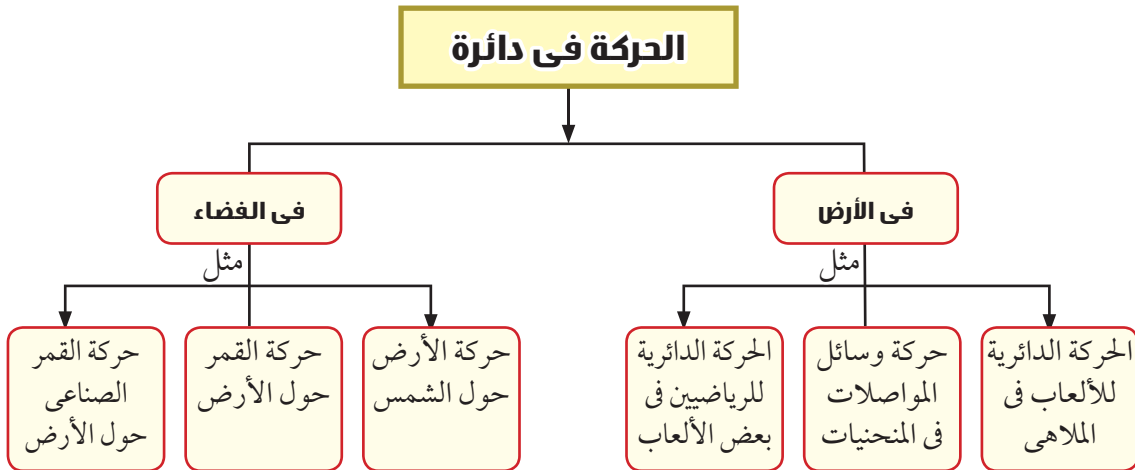 الحركة فى دائرة
فى الأرض
مثل
الحركة الدائرية
للألعاب فى
الملاهى
حركة وسائل
المواصلات
فى المنحنيات
الحركة الدائرية
للرياضيين فى
بعض الألعاب
فى الفضاء
مثل
حركة الأرض
حول الشمس
حركة القمر
حول الأرض
حركة القمر
الصناعى
حول الأرض